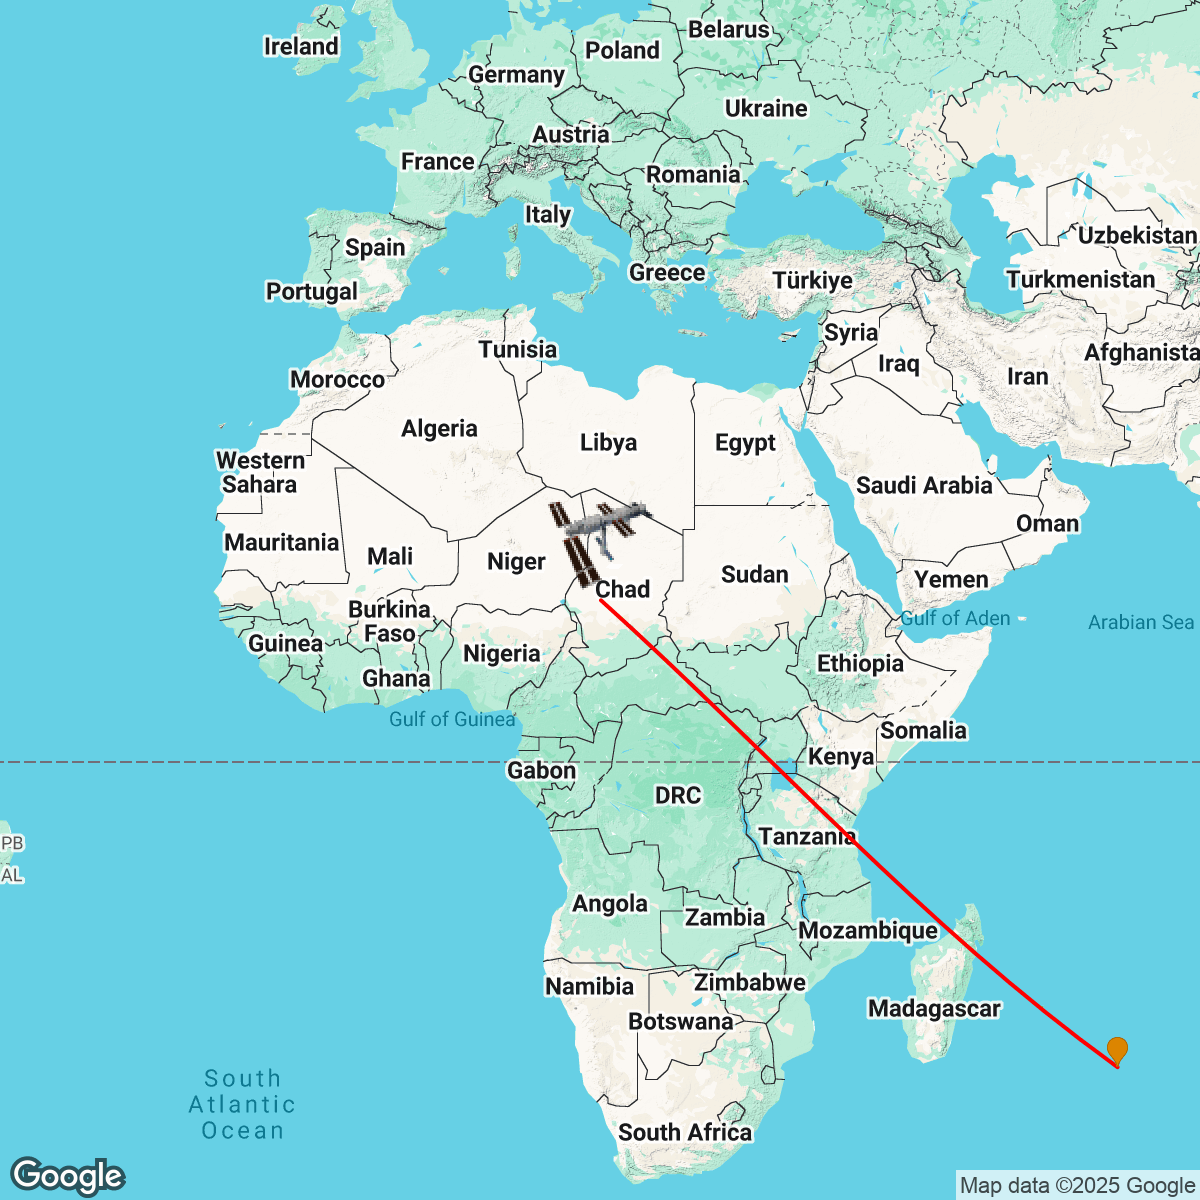 Ireland
Poland
Belarus
Germany
Ukraine
Austria
France
Romania
Italy
Spain
Uzbekistan
Greece
Türkiye
Turkmenistan
Portugal
Syria
Tunisia
Iraq
Afghanista
Morocco
Iran
Algeria
Libya
Egypt
Western
Sahara
Saudi Arabia
Oman
Mauritania
Mali
Niger
Chad
Sudan
Yemen
Burkina
Faso
Gulf of Aden
Arabian Sea
Guinea
Nigeria
Ethiopia
Ghana
Gulf of Guinea
Somalia
Kenya
Gabon
DRC
Tanzania
PB
AL
Angola
Zambia
Mozambique
Namibia
Zimbabwe
Madagascar
Botswana
South
Atlantic
Ocean
South Africa
Google
Map data ©2025 Google